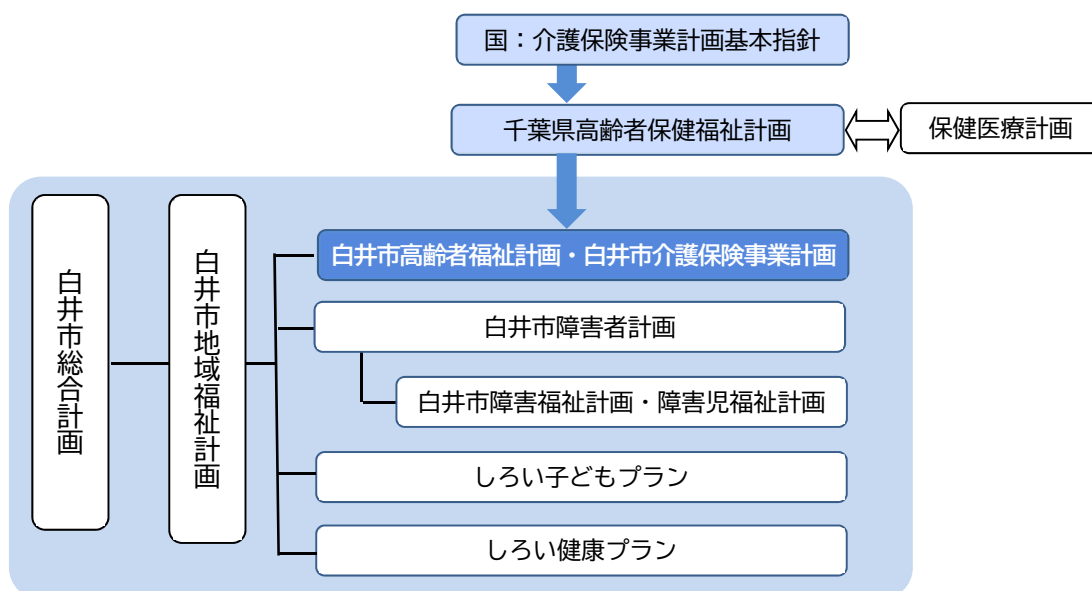 国：介護保険事業計画基本指針
千葉県高齢者保健福祉計画
保健医療計画
白井市総合計画
白井市地域福祉計画
白井市高齢者福祉計画・白井市介護保険事業計画
白井市障害者計画
白井市障害福祉計画・障害児福祉計画
しろい子どもプラン
しろい健康プラン